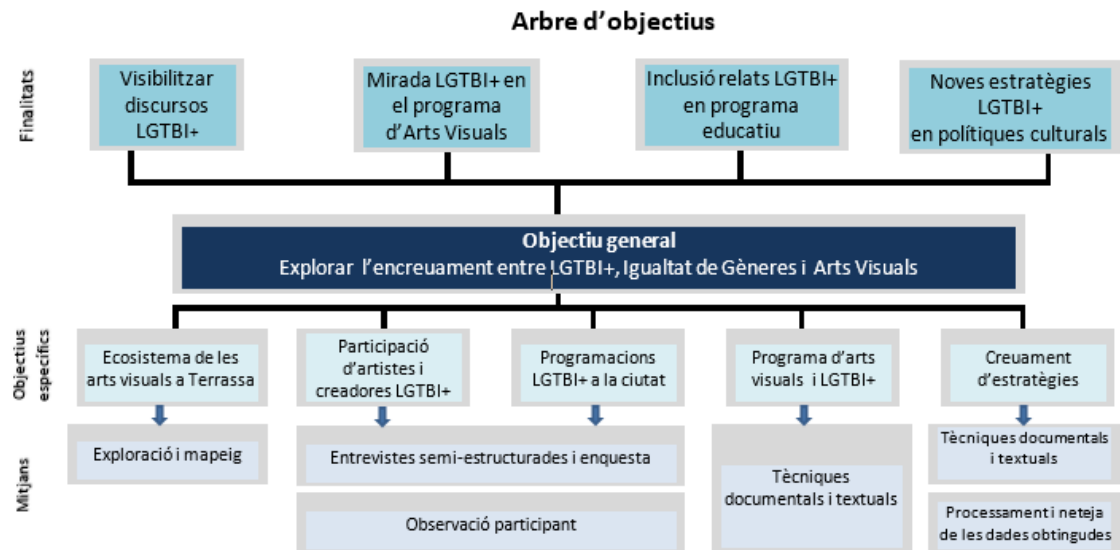 Arbre d'objectius
Finalitats
Visibilitzar
discursos
LGTBI+
Mirada LGTBI+ en
el programa
d'Arts Visuals
Inclusió relats LGTBI+
en programa
educatiu
Noves estratègies
LGTBI+
en polítiques culturals
Objectiu general
Explorar l'encreuament entre LGTBI+, Igualtat de Gèneres i Arts Visuals
Objectius
específics
Ecosistema de les
arts visuals a Terrassa
Participació
d'artistes i
creadores LGTBI+
Programacions
LGTBI+ a la ciutat
Programa d'arts
visuals i LGTBI+
Creuament
d'estratègies
Mitjans
Exploració i mapeig
Entrevistes semi-estructurades i enquesta
Observació participant
Tècniques
documentals i textuals
Tècniques documentals
i textuals
Processament i neteja
de les dades obtingudes